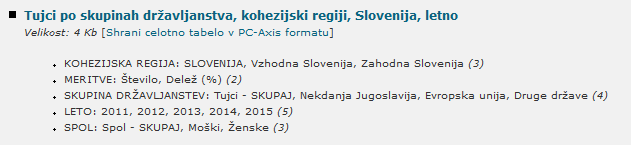 Tujci po skupinah državljanstva, kohezijski regiji, Slovenija, letno
Velikost: 4 Kb [Shrani celotno tabelo v PC-Axis formatu]
KOHEZIJSKA REGIJA: SLOVENIJA, Vzhodna Slovenija, Zahodna Slovenija (3)
MERITVE: Število, Delež (%) (2)
SKUPINA DRŽAVLJANSTEV: Tujci - SKUPAJ, Nekdanja Jugoslavija, Evropska unija, Druge države (4)
LETO: 2011, 2012, 2013, 2014, 2015 (5)
SPOL: Spol - SKUPAJ, Moški, Ženske (3)